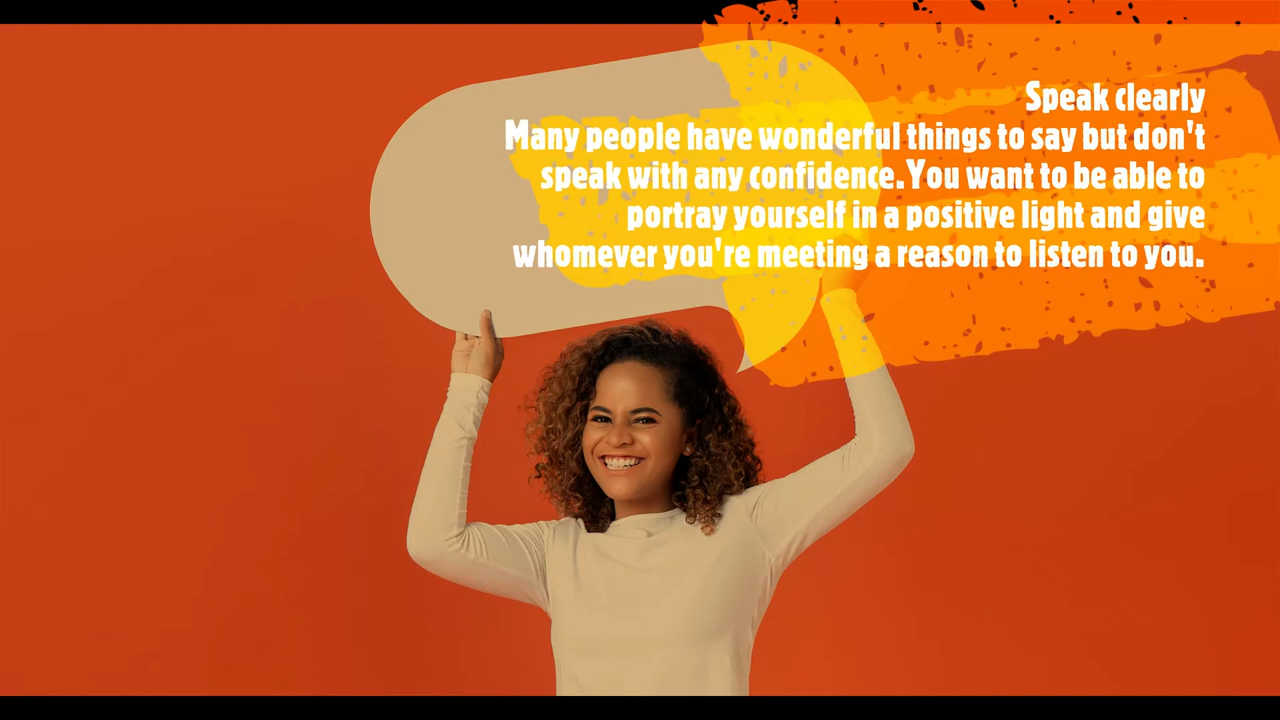 Speak clearly
Many people have wonderful things to say but don't
speak with any confidence.You want to be able to
portray yourself in a positive light and give
whomever you're meeting a reason to listen to you.